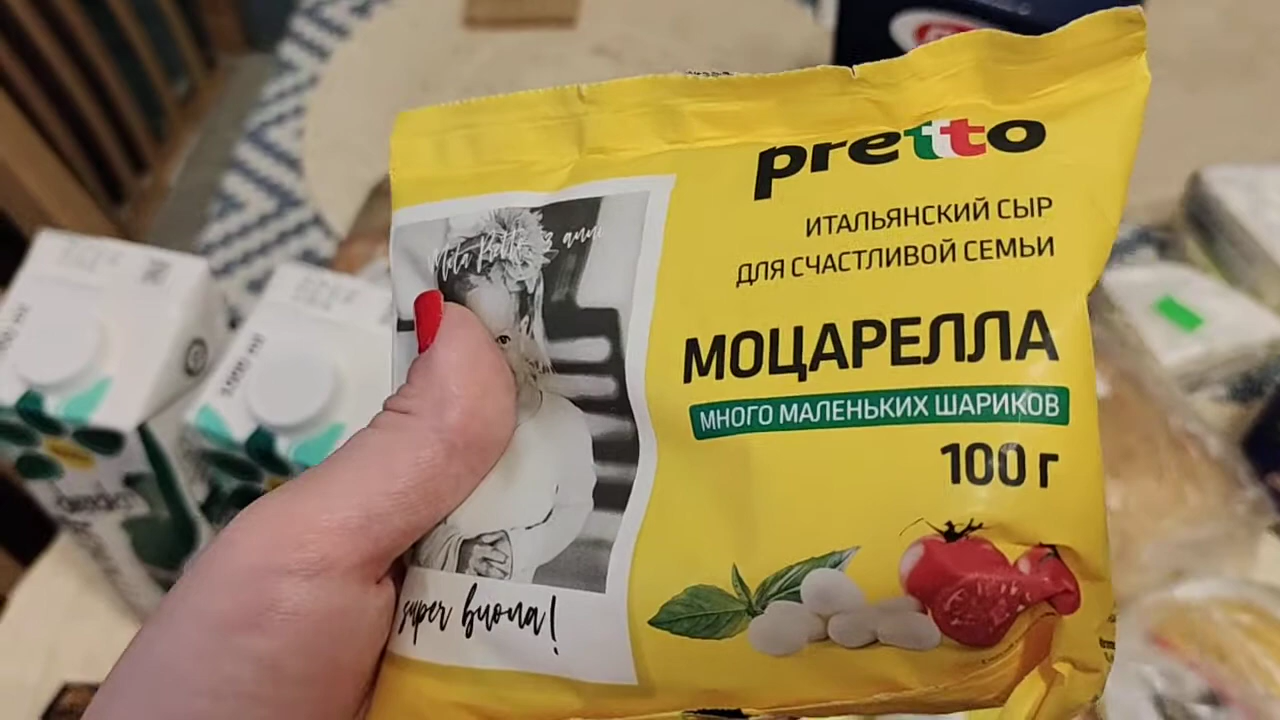 pretto
ИТАЛЬЯНСКИЙ СЫР
ДЛЯ СЧАСТЛИВОЙ СЕМЬИ
МОЦАРЕЛЛА
МНОГО МАЛЕНЬКИХ ШАРИКОВ
100 г
super buona!